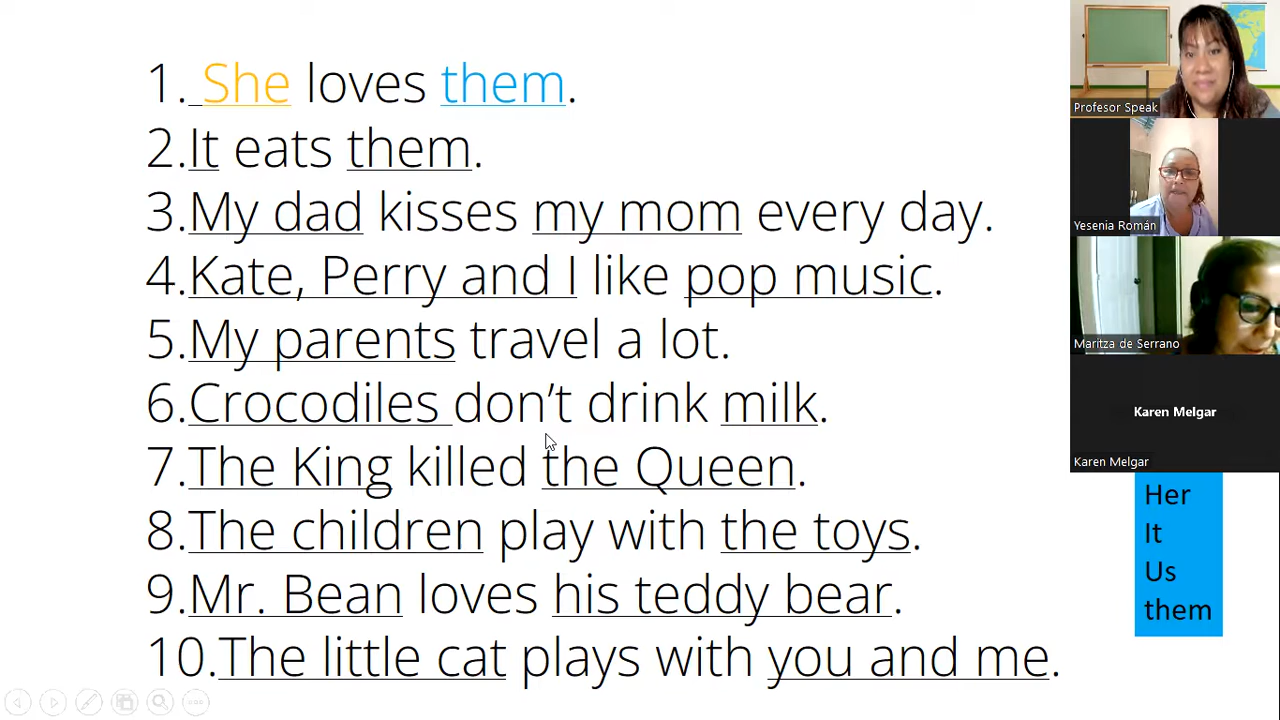 1. She loves them.
2.It eats them.
3.My dad kisses my mom every day.
4.Kate, Perry and I like pop music.
5.My parents travel a lot.
6.Crocodiles don't drink milk.
7.The King killed the Queen.
8.The children play with the toys.
9.Mr. Bean loves his teddy bear.
10.The little cat plays with you and me.
Profesor Speak
Yesenia Román
Maritza de Serrano
Karen Melgar
Karen Melgar
Her
It
Us
them